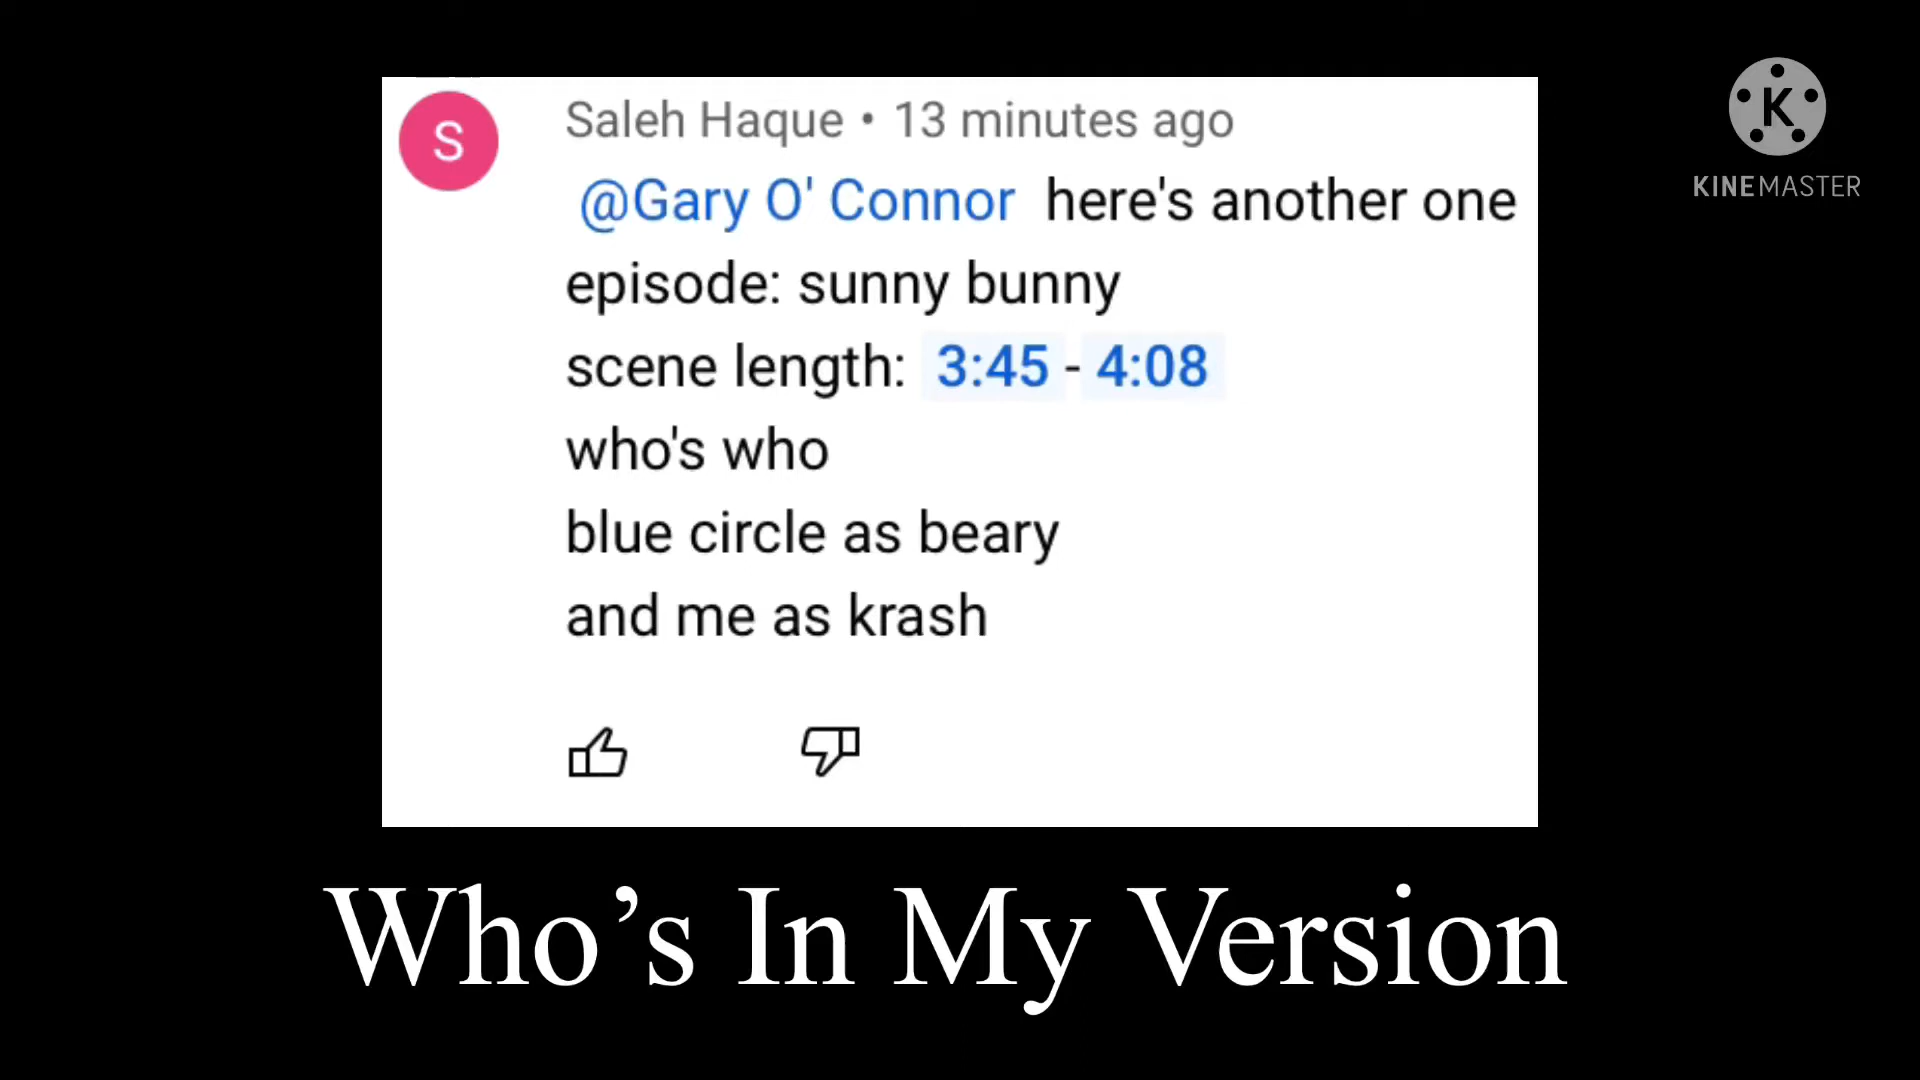 S
Saleh Haque • 13 minutes ago
@Gary O' Connor here's another one
episode: sunny bunny
scene length: 3:45 - 4:08
who's who
blue circle as beary
and me as krash
Who’s In My Version
K
KINEMASTER